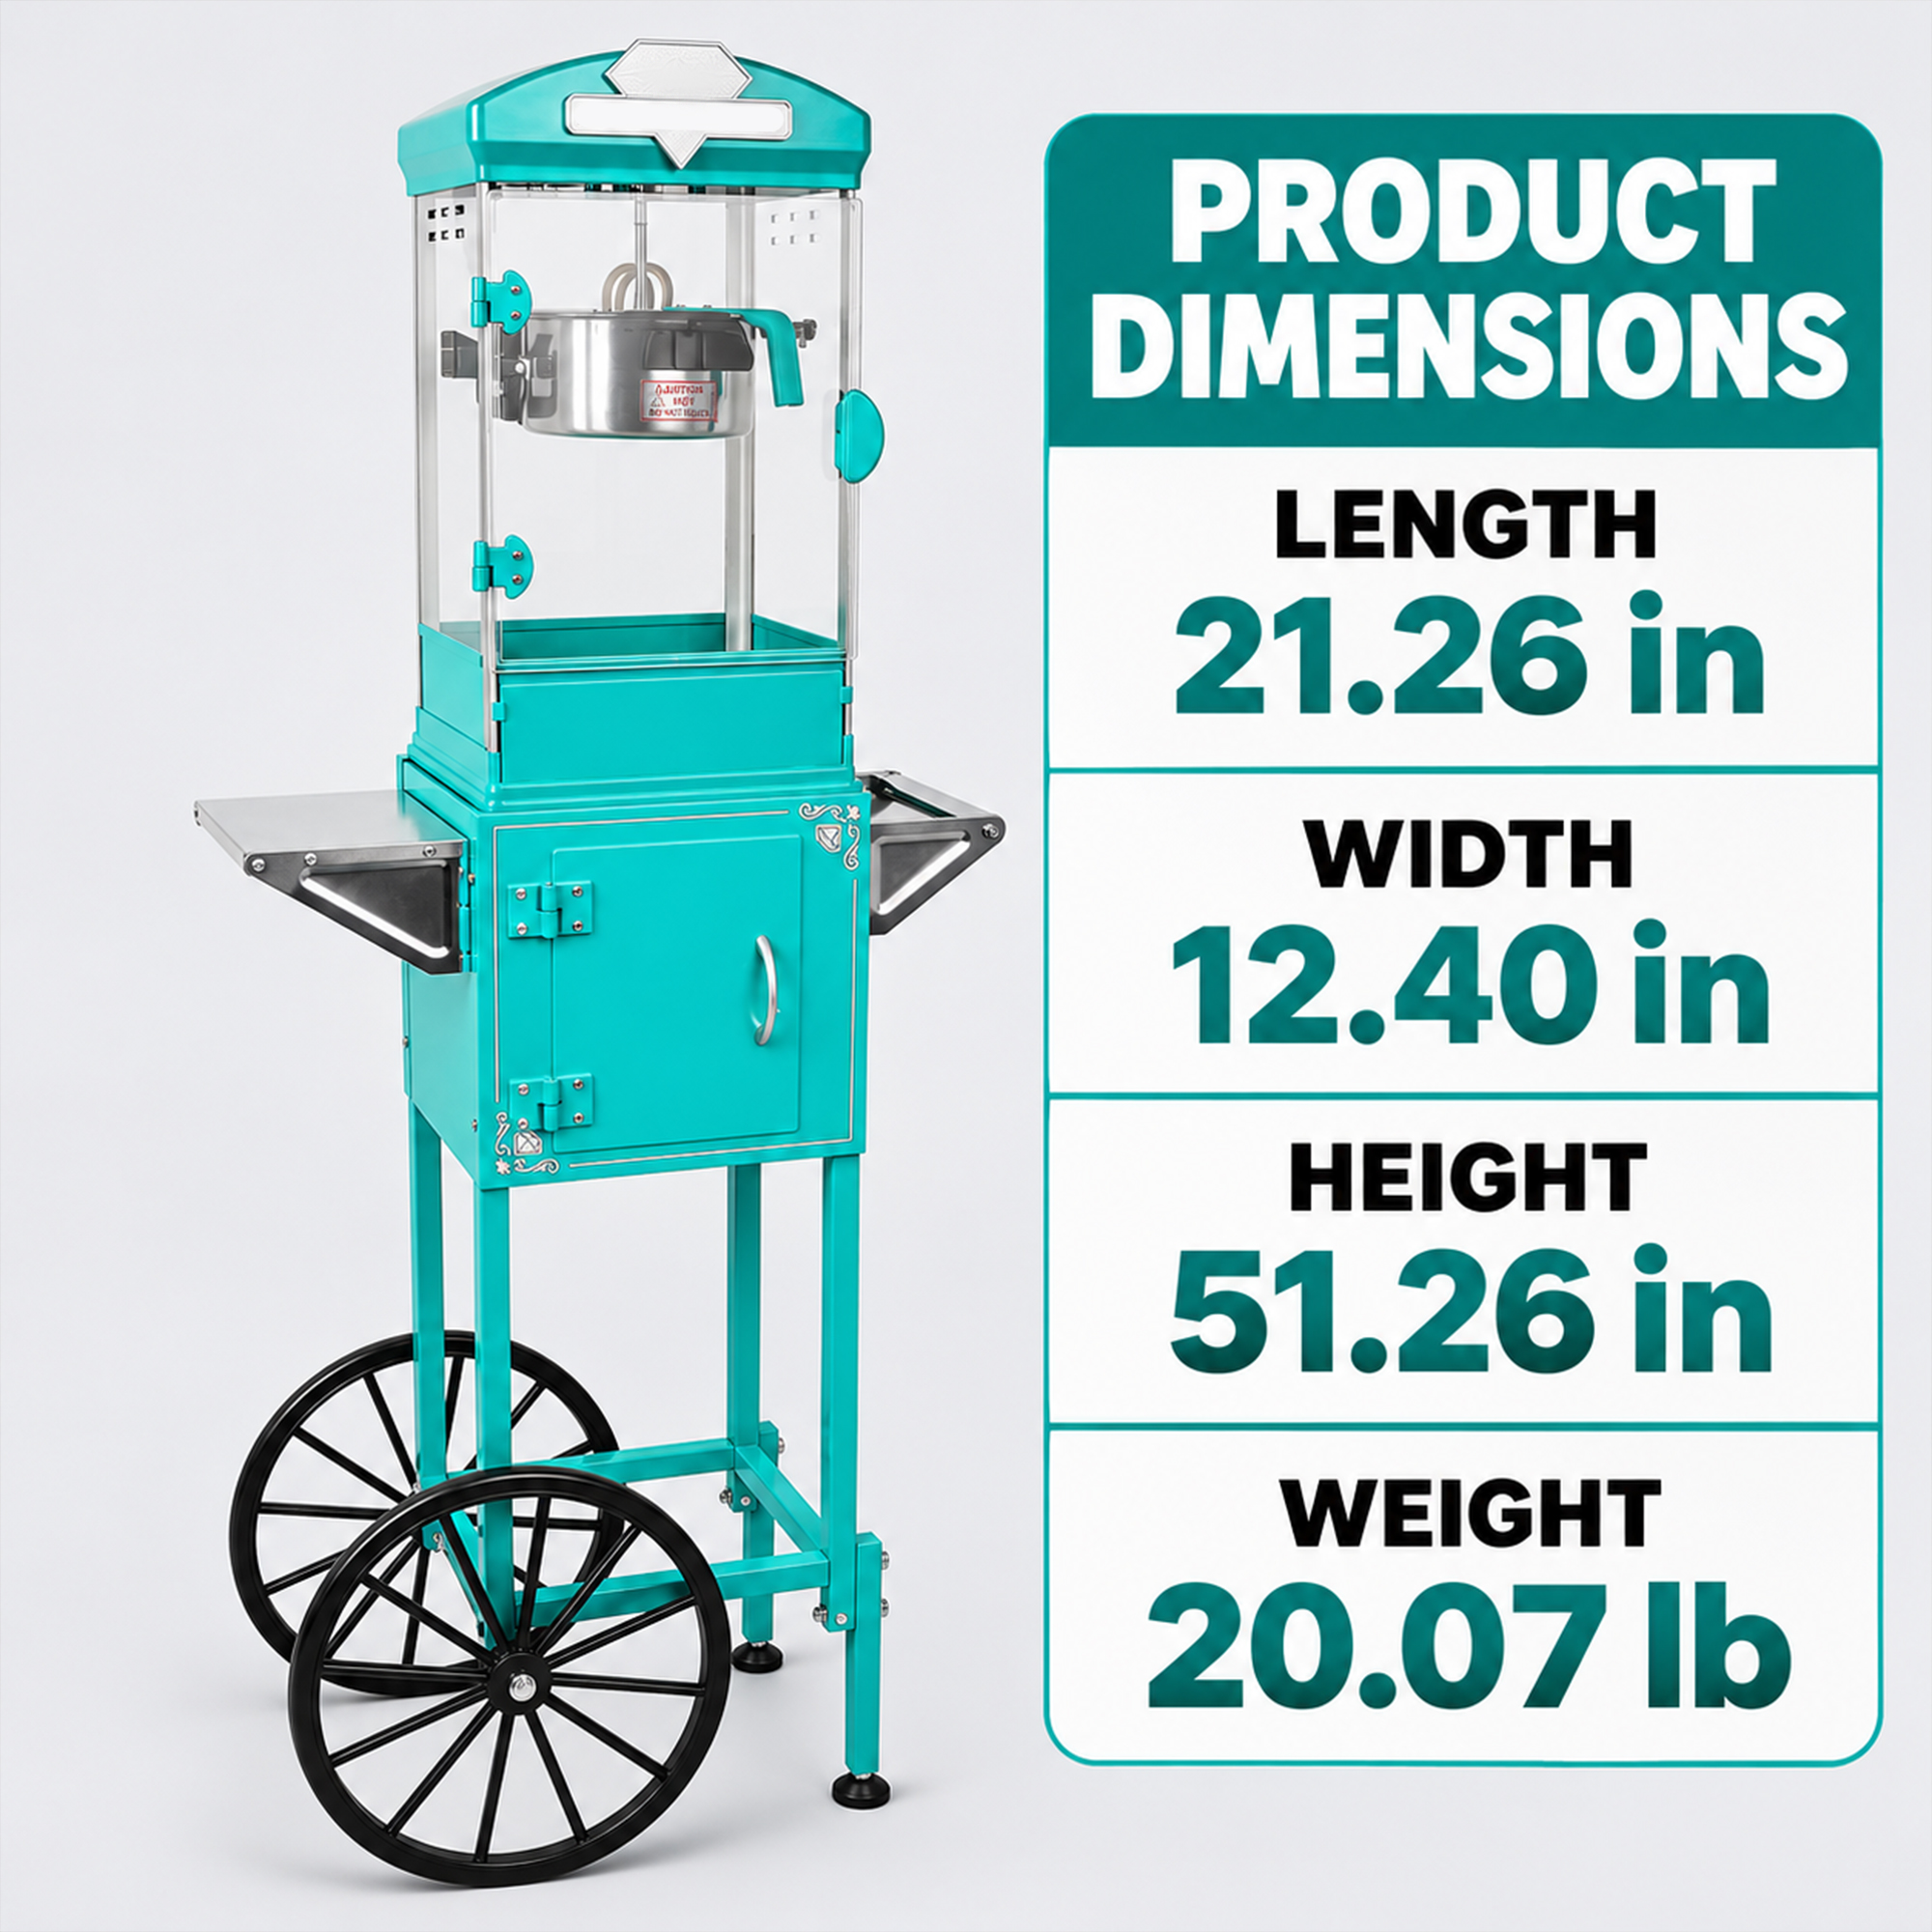 PRODUCT
DIMENSIONS
LENGTH
21.26 in
WIDTH
12.40 in
HEIGHT
51.26 in
WEIGHT
20.07 lb